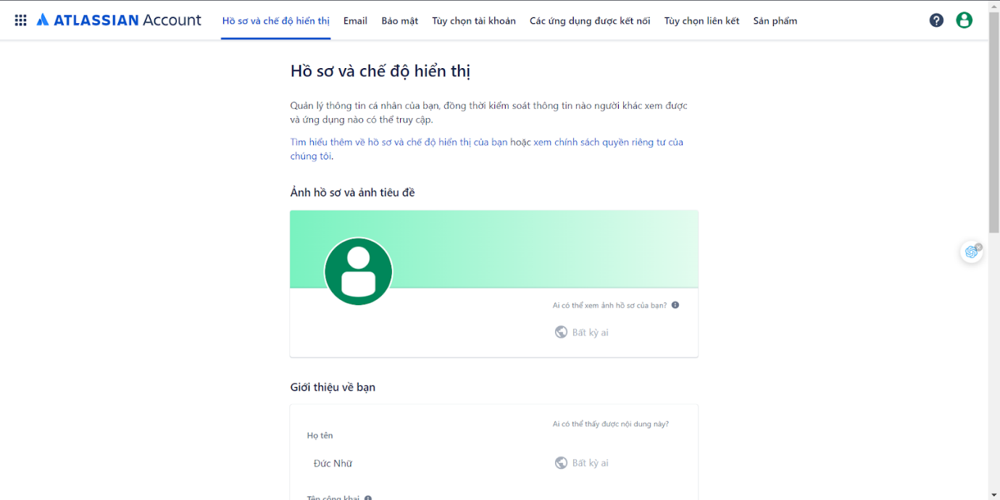 ATLASSIAN Account
Hồ sơ và chế độ hiển thị
Email
Bảo mật
Tùy chọn tài khoản
Các ứng dụng được kết nối
Tùy chọn liên kết
Sản phẩm
Hồ sơ và chế độ hiển thị
Quản lý thông tin cá nhân của bạn, đồng thời kiểm soát thông tin nào người khác xem được
và ứng dụng nào có thể truy cập.
Tìm hiểu thêm về hồ sơ và chế độ hiển thị của bạn hoặc xem chính sách quyền riêng tư của
chúng tôi.
Ảnh hồ sơ và ảnh tiêu đề
Ai có thể xem ảnh hồ sơ của bạn?
Bất kỳ ai
Giới thiệu về bạn
Ai có thể thấy được nội dung này?
Họ tên
Đức Nhữ
Bất kỳ ai
Tên công khai